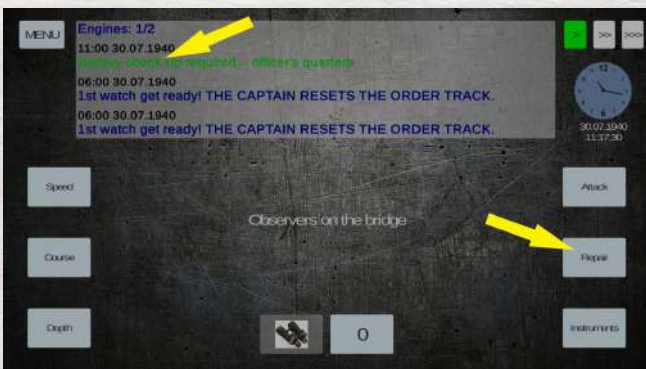 MENU
Engines: 1/2
11:00 30.07.1940
Battery check up required - officer's quarters
06:00 30.07.1940
1st watch get ready! THE CAPTAIN RESETS THE ORDER TRACK.
06:00 30.07.1940
1st watch get ready! THE CAPTAIN RESETS THE ORDER TRACK.
> >> >>>
12
30.07.1940
11:17:30
Speed
Attack
Observers on the bridge
Course
Repair
Depth
0
Instruments